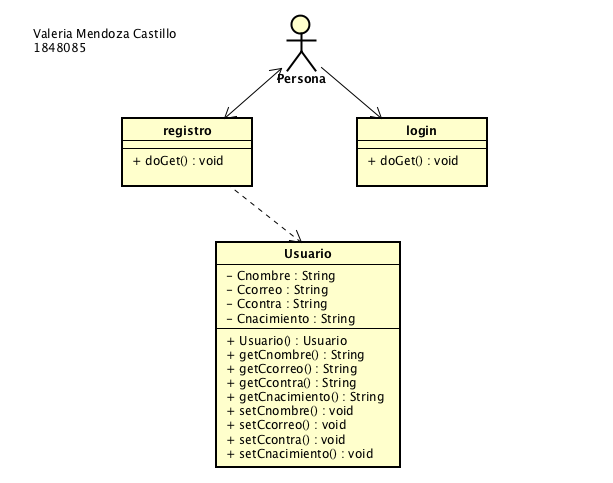 Valeria Mendoza Castillo
1848085
Persona
registro
+ doGet() : void
login
+ doGet() : void
Usuario
- Cnombre : String
- Ccorreo : String
- Ccontra : String
- Cnacimiento : String
+ Usuario() : Usuario
+ getCnombre() : String
+ getCcorreo() : String
+ getCcontra() : String
+ getCnacimiento() : String
+ setCnombre() : void
+ setCcorreo() : void
+ setCcontra() : void
+ setCnacimiento() : void